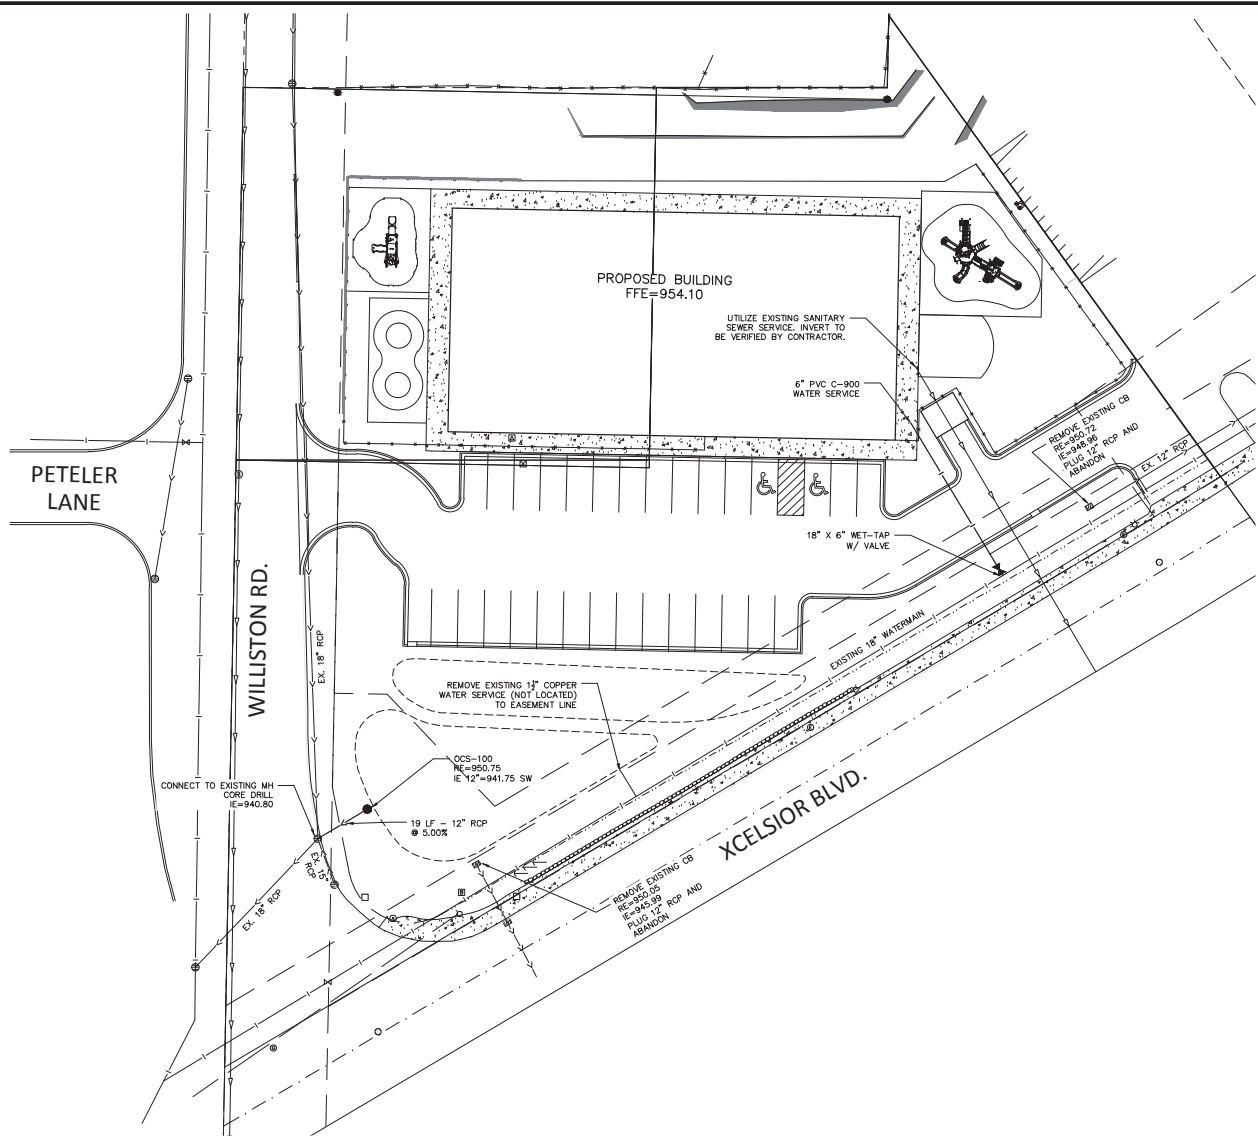 PROPOSED BUILDING
FFE=954.10
UTILIZE EXISTING SANITARY
SEWER SERVICE. INVERT TO
BE VERIFIED BY CONTRACTOR.
6" PVC C-900
WATER SERVICE
REMOVE EXISTING CB
RE=950.72
IE=948.96
PLUG 12" RCP AND
ABANDON
EX. 12" RCP
PETELER
LANE
18" X 6" WET-TAP
W/ VALVE
WILLISTON RD.
EX. 18" RCP
EXISTING 18" WATERMAIN
REMOVE EXISTING 1½" COPPER
WATER SERVICE (NOT LOCATED)
TO EASEMENT LINE
OCS-100
RE=950.75
IE 12"=941.75 SW
CONNECT TO EXISTING MH
CORE DRILL
IE=940.80
19 LF - 12" RCP
@ 5.00%
XCELSIOR BLVD.
EX. 15"
RCP
EX. 18" RCP
REMOVE EXISTING CB
RE=950.05
IE=945.99
PLUG 12" RCP AND
ABANDON